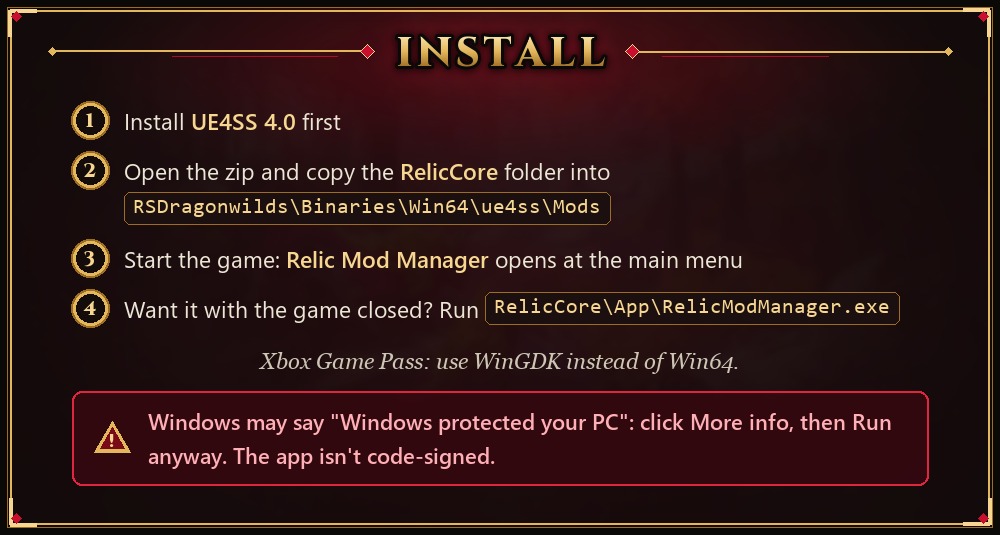 INSTALL
1 Install UE4SS 4.0 first
2 Open the zip and copy the RelicCore folder into
RSDragonwilds\Binaries\Win64\ue4ss\Mods
3 Start the game: Relic Mod Manager opens at the main menu
4 Want it with the game closed? Run RelicCore\App\RelicModManager.exe
Xbox Game Pass: use WinGDK instead of Win64.
! Windows may say "Windows protected your PC": click More info, then Run
anyway. The app isn't code-signed.